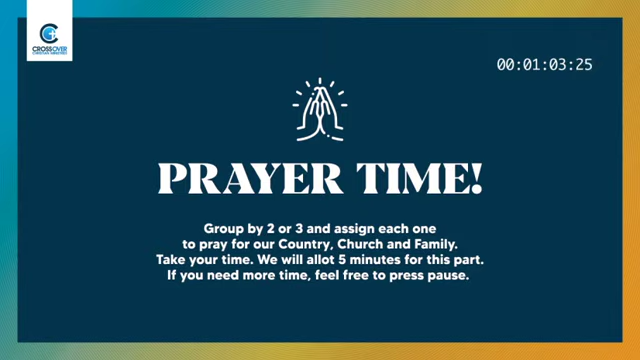 CROSSOVER
CHRISTIAN MINISTRIES
00:01:03:25
PRAYER TIME!
Group by 2 or 3 and assign each one
to pray for our Country, Church and Family.
Take your time. We will allot 5 minutes for this part.
If you need more time, feel free to press pause.